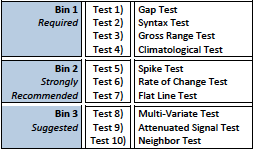 Bin 1 Test 1) Gap Test
Required Test 2) Syntax Test
Test 3) Gross Range Test
Test 4) Climatological Test
Bin 2 Test 5) Spike Test
Strongly Test 6) Rate of Change Test
Recommended Test 7) Flat Line Test
Bin 3 Test 8) Multi-Variate Test
Suggested Test 9) Attenuated Signal Test
Test 10) Neighbor Test